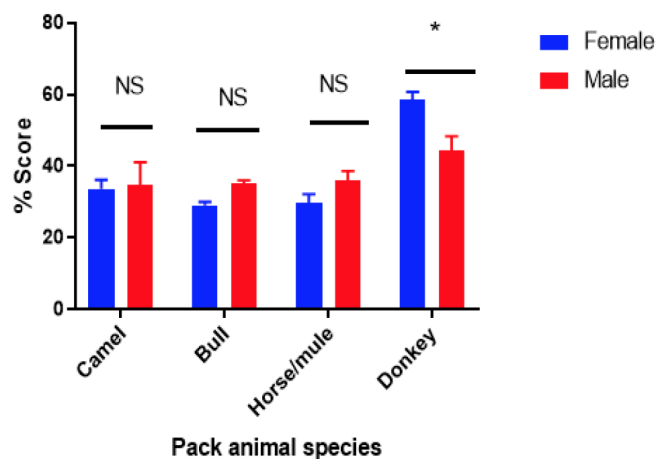 80
60
40
20
0
% Score
NS
NS
NS
*
Female
Male
Camel
Bull
Horse/mule
Donkey
Pack animal species